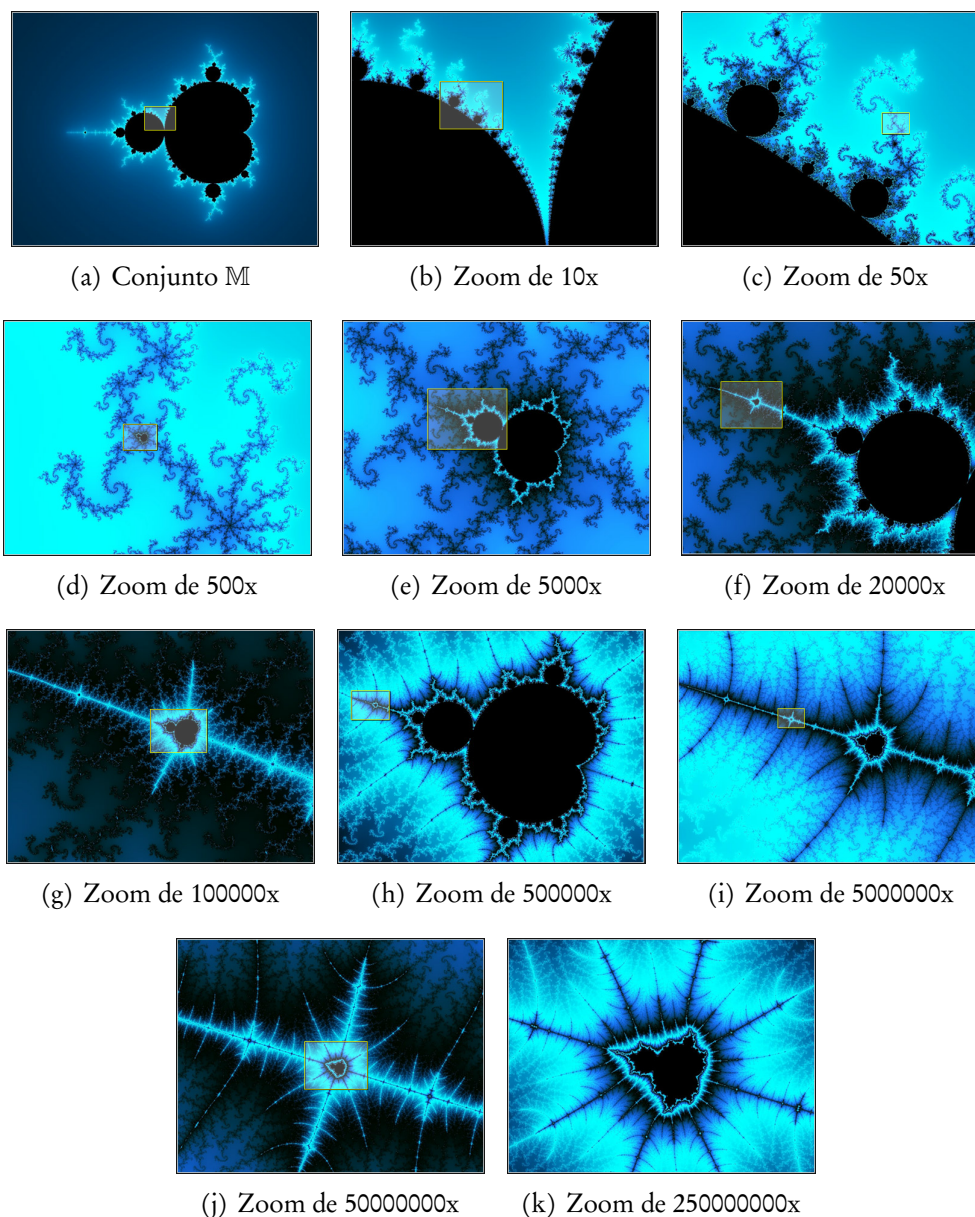 (a) Conjunto 𝕄
(b) Zoom de 10x
(c) Zoom de 50x
(d) Zoom de 500x
(e) Zoom de 5000x
(f) Zoom de 20000x
(g) Zoom de 100000x
(h) Zoom de 500000x
(i) Zoom de 5000000x
(j) Zoom de 50000000x
(k) Zoom de 250000000x